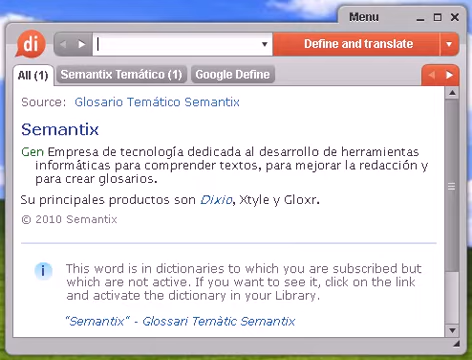 Menu
di
Define and translate
All (1)
Semantix Temático (1)
Google Define
Source: Glosario Temático Semantix
Semantix
Gen Empresa de tecnología dedicada al desarrollo de herramientas
informáticas para comprender textos, para mejorar la redacción y
para crear glosarios.
Su principales productos son Dixio, Xtyle y Gloxr.
© 2010 Semantix
i
This word is in dictionaries to which you are subscribed but
which are not active. If you want to see it, click on the link
and activate the dictionary in your Library.
"Semantix" - Glossari Temàtic Semantix